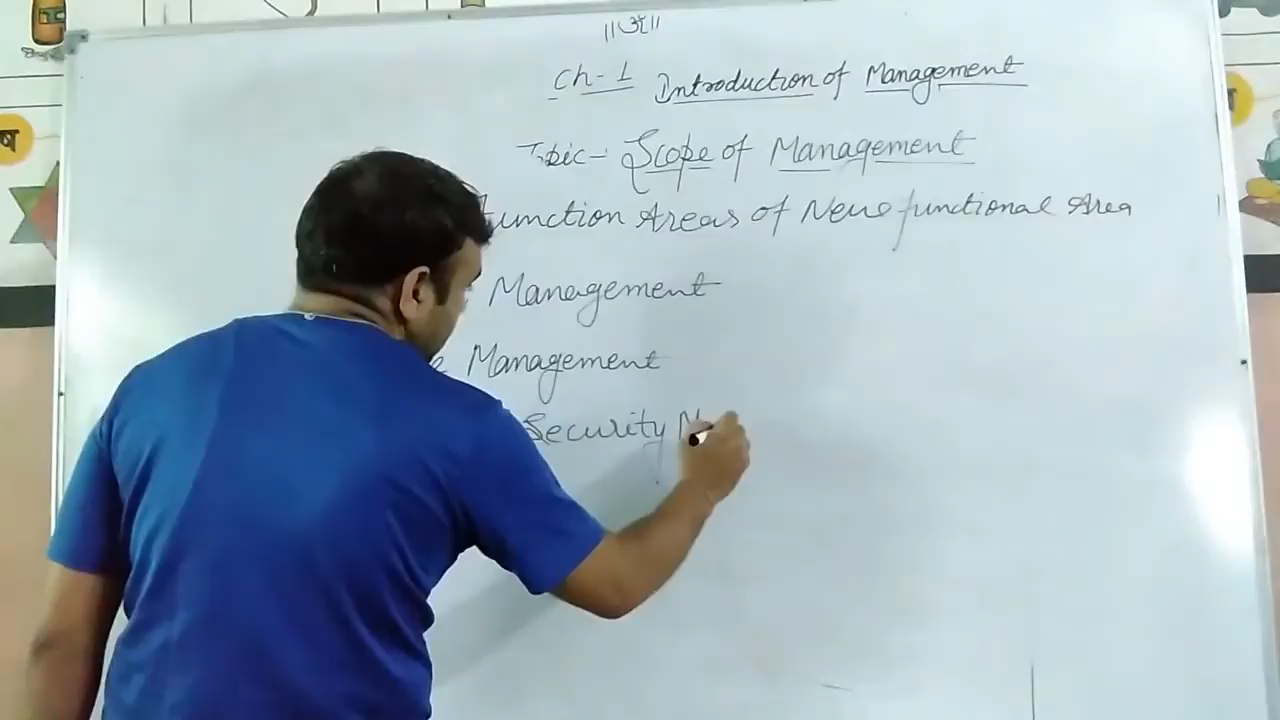 ॥ॐ॥
Ch-1 Introduction of Management
Topic- Scope of Management
function Areas of New functional Area
Management
Management
Security
ब